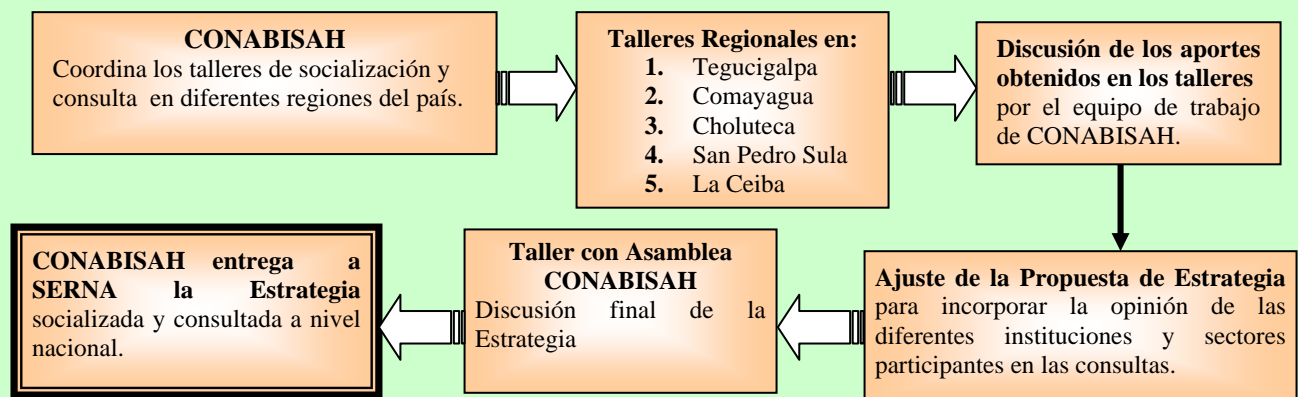 CONABISAH
Coordina los talleres de socialización y
consulta en diferentes regiones del país.
Talleres Regionales en:
1. Tegucigalpa
2. Comayagua
3. Choluteca
4. San Pedro Sula
5. La Ceiba
Discusión de los aportes
obtenidos en los talleres
por el equipo de trabajo
de CONABISAH.
Ajuste de la Propuesta de Estrategia
para incorporar la opinión de las
diferentes instituciones y sectores
participantes en las consultas.
Taller con Asamblea
CONABISAH
Discusión final de la
Estrategia
CONABISAH entrega a
SERNA la Estrategia
socializada y consultada a nivel
nacional.